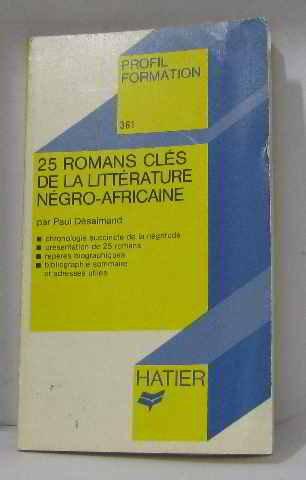 PROFIL
FORMATION
361
25 ROMANS CLÉS
DE LA LITTÉRATURE
NÉGRO-AFRICAINE
par Paul Désalmand
■ chronologie succincte de la négritude
■ présentation de 25 romans
■ repères biographiques
■ bibliographie sommaire
et adresses utiles
HATIER